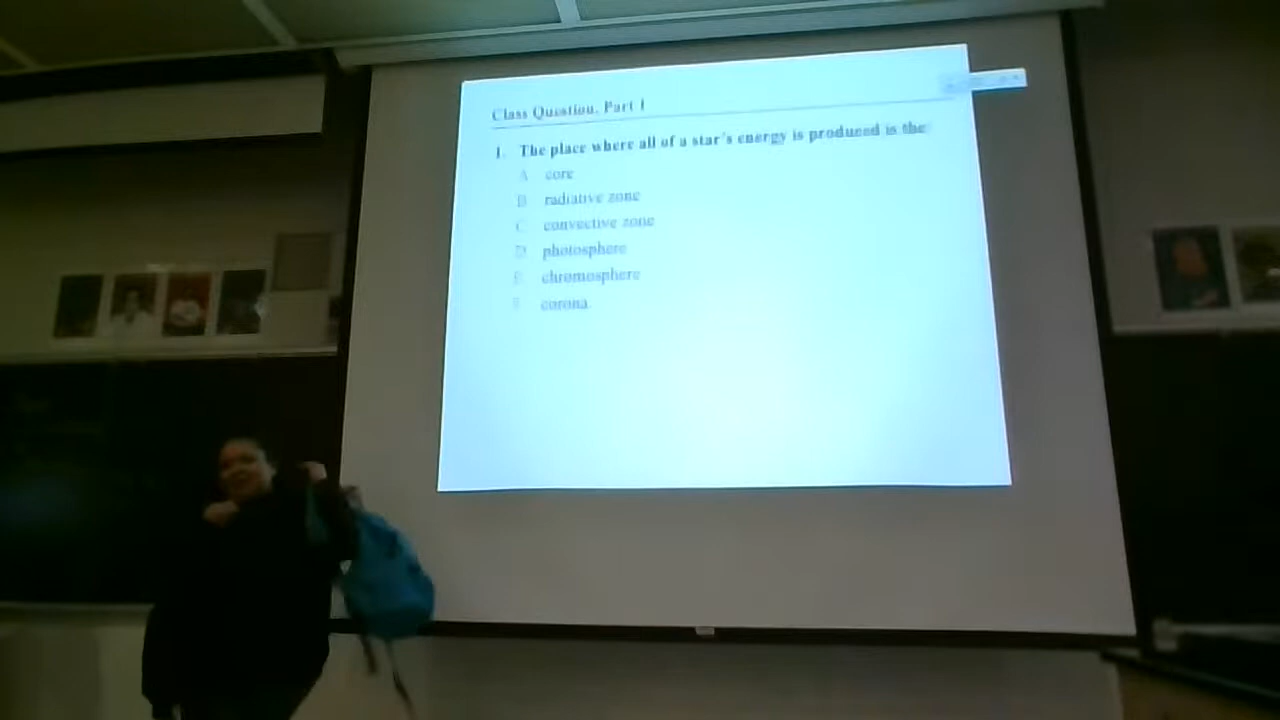 Class Question, Part 1
1. The place where all of a star's energy is produced is the
A core
B radiative zone
C convective zone
D photosphere
E chromosphere
F corona.